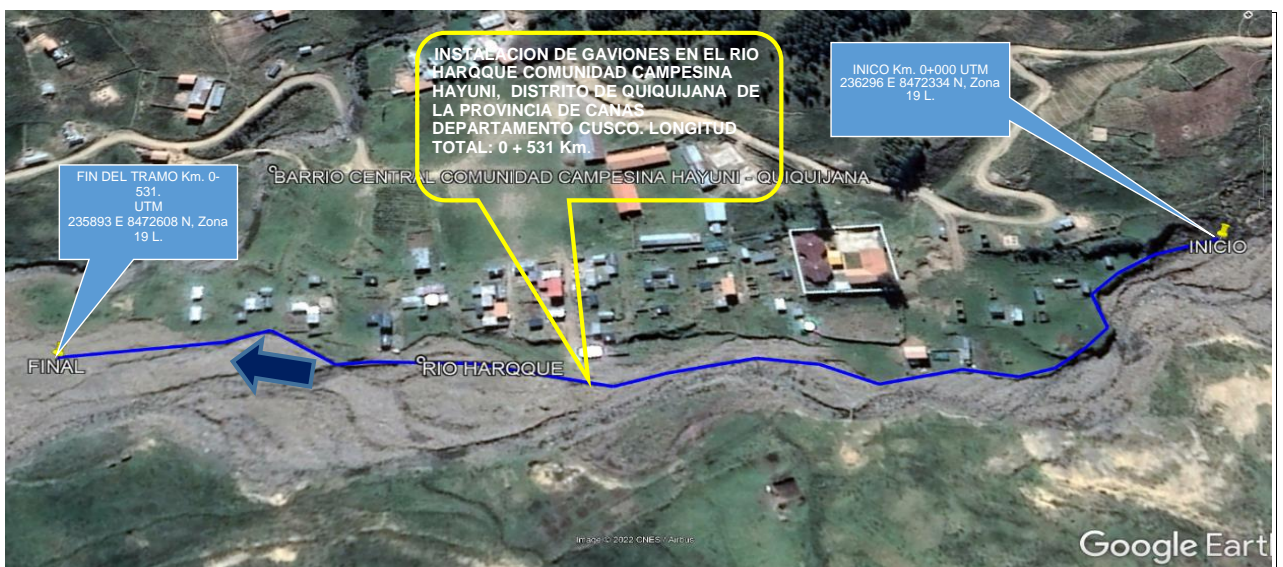 INSTALACION DE GAVIONES EN EL RIO
HARQQUE COMUNIDAD CAMPESINA
HAYUNI, DISTRITO DE QUIQUIJANA DE
LA PROVINCIA DE CANAS
DEPARTAMENTO CUSCO. LONGITUD
TOTAL: 0 + 531 Km.
INICO Km. 0+000 UTM
236296 E 8472334 N, Zona
19 L.
FIN DEL TRAMO Km. 0-
531.
UTM
235893 E 8472608 N, Zona
19 L.
BARRIO CENTRAL COMUNIDAD CAMPESINA HAYUNI - QUIQUIJANA
INICIO
FINAL
RIO HARQQUE
Image © 2022 CNES / Airbus
Google Eart